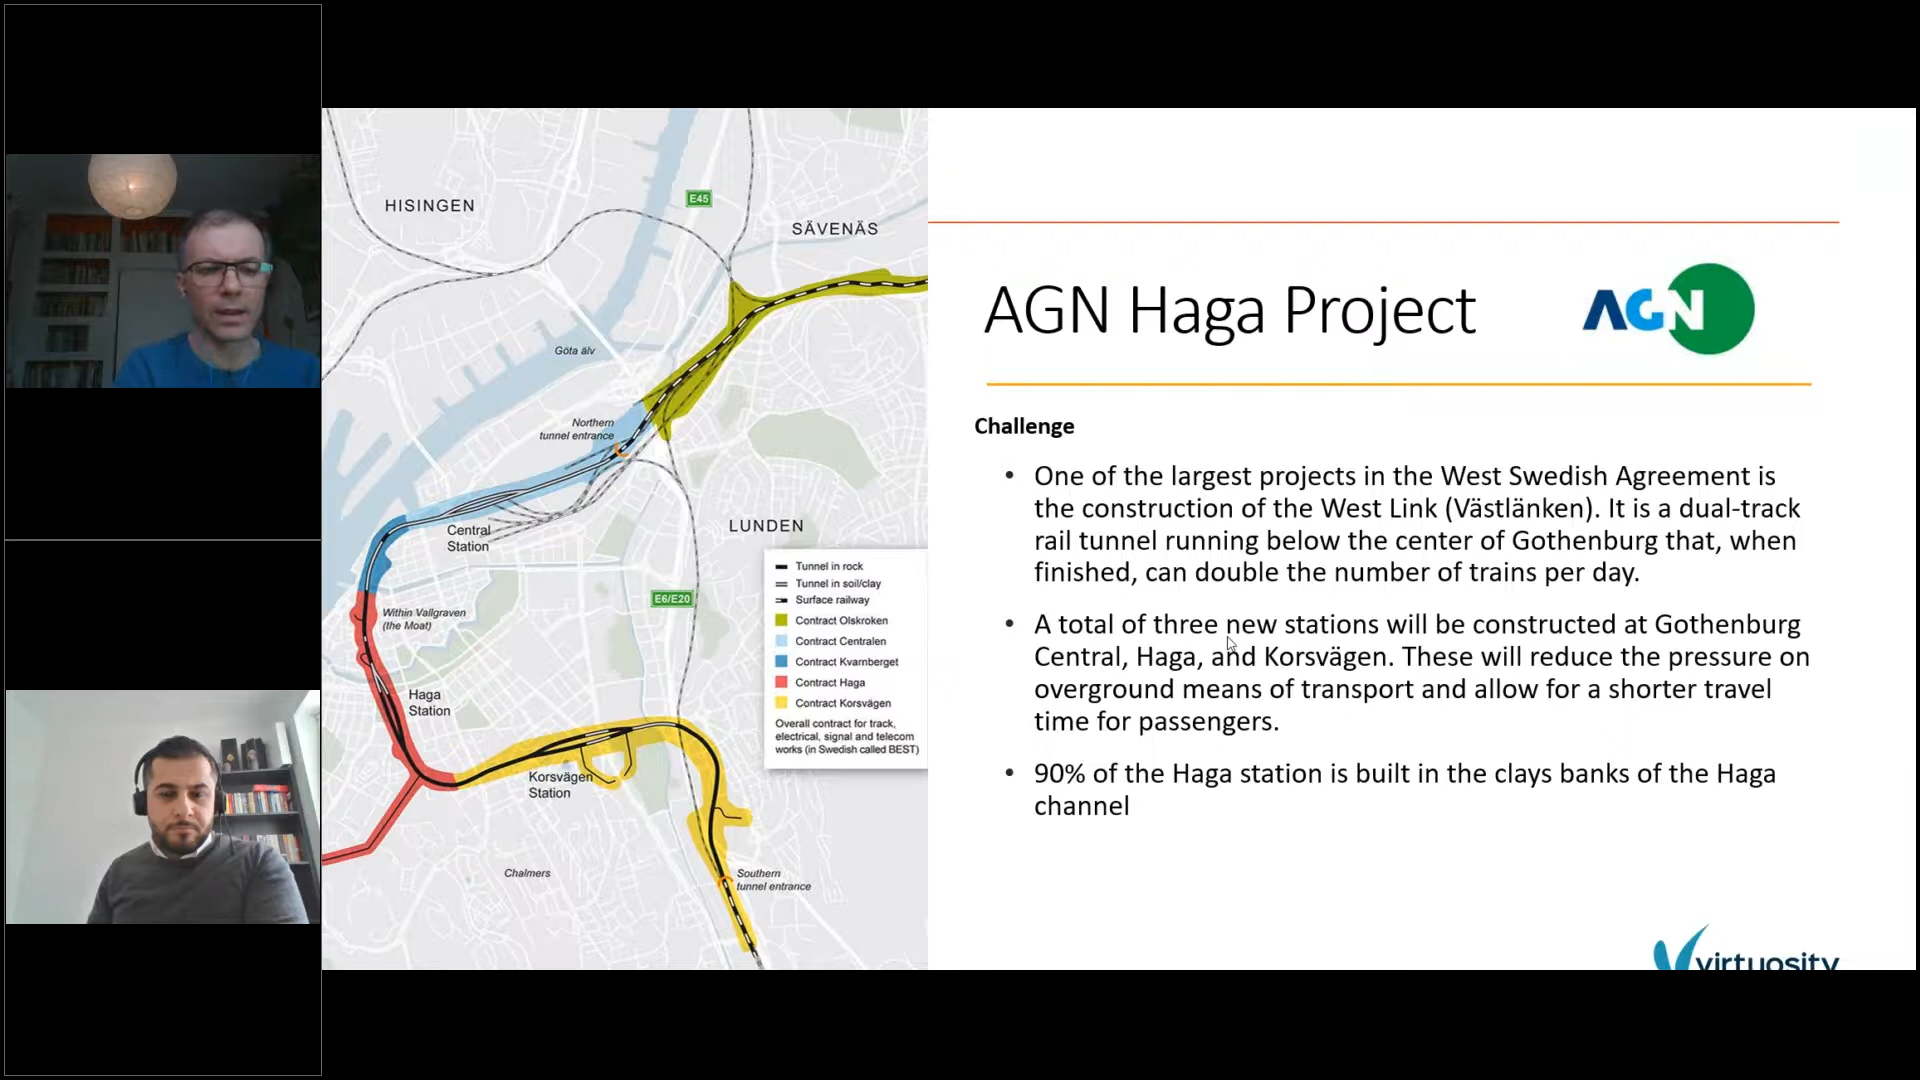 HISINGEN
E45
SÄVENÄS
Göta älv
Northern
tunnel entrance
Central
Station
LUNDEN
E6/E20
Within Vallgraven
(the Moat)
Haga
Station
Korsvägen
Station
Chalmers
Southern
tunnel entrance
Tunnel in rock
Tunnel in soil/clay
Surface railway
Contract Olskroken
Contract Centralen
Contract Kvarnberget
Contract Haga
Contract Korsvägen
Overall contract for track,
electrical, signal and telecom
works (in Swedish called BEST)
AGN Haga Project
AGN
Challenge
• One of the largest projects in the West Swedish Agreement is
the construction of the West Link (Västlänken). It is a dual-track
rail tunnel running below the center of Gothenburg that, when
finished, can double the number of trains per day.
• A total of three new stations will be constructed at Gothenburg
Central, Haga, and Korsvägen. These will reduce the pressure on
overground means of transport and allow for a shorter travel
time for passengers.
• 90% of the Haga station is built in the clays banks of the Haga
channel
virtuosity